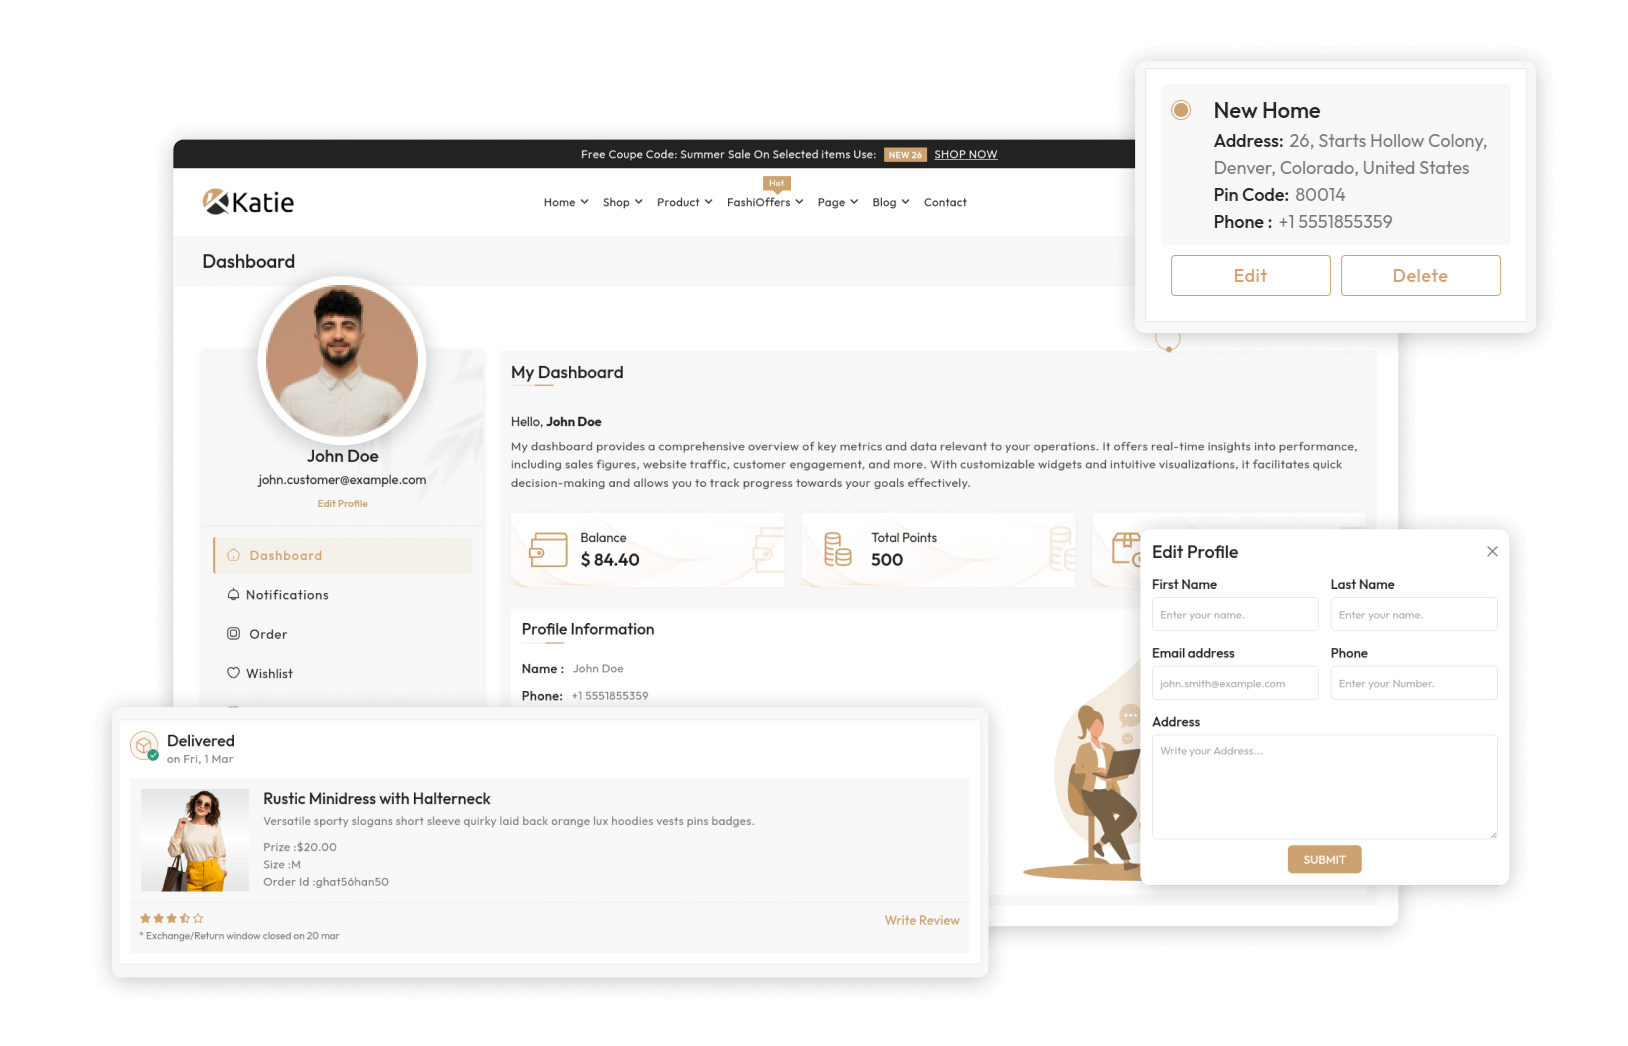 Free Coupe Code: Summer Sale On Selected items Use: NEW 26 SHOP NOW
Katie
Home Shop Product FashiOffers Page Blog Contact
Hot
Dashboard
New Home
Address: 26, Starts Hollow Colony,
Denver, Colorado, United States
Pin Code: 80014
Phone : +1 5551855359
Edit Delete
John Doe
john.customer@example.com
Edit Profile
Dashboard
Notifications
Order
Wishlist
My Dashboard
Hello, John Doe
My dashboard provides a comprehensive overview of key metrics and data relevant to your operations. It offers real-time insights into performance,
including sales figures, website traffic, customer engagement, and more. With customizable widgets and intuitive visualizations, it facilitates quick
decision-making and allows you to track progress towards your goals effectively.
Balance
$ 84.40
Total Points
500
Profile Information
Name : John Doe
Phone: +1 5551855359
Edit Profile
First Name Last Name
Enter your name. Enter your name.
Email address Phone
john.smith@example.com Enter your Number.
Address
Write your Address...
SUBMIT
Delivered
on Fri, 1 Mar
Rustic Minidress with Halterneck
Versatile sporty slogans short sleeve quirky laid back orange lux hoodies vests pins badges.
Prize :$20.00
Size :M
Order Id :ghat56han50
Write Review
* Exchange/Return window closed on 20 mar